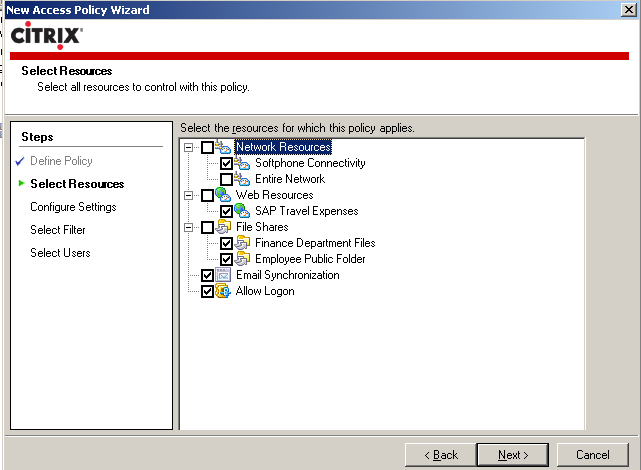 New Access Policy Wizard
CİTRIX
Select Resources
Select all resources to control with this policy.
Steps
Define Policy
Select Resources
Configure Settings
Select Filter
Select Users
Select the resources for which this policy applies.
Network Resources
Softphone Connectivity
Entire Network
Web Resources
SAP Travel Expenses
File Shares
Finance Department Files
Employee Public Folder
Email Synchronization
Allow Logon
< Back
Next >
Cancel